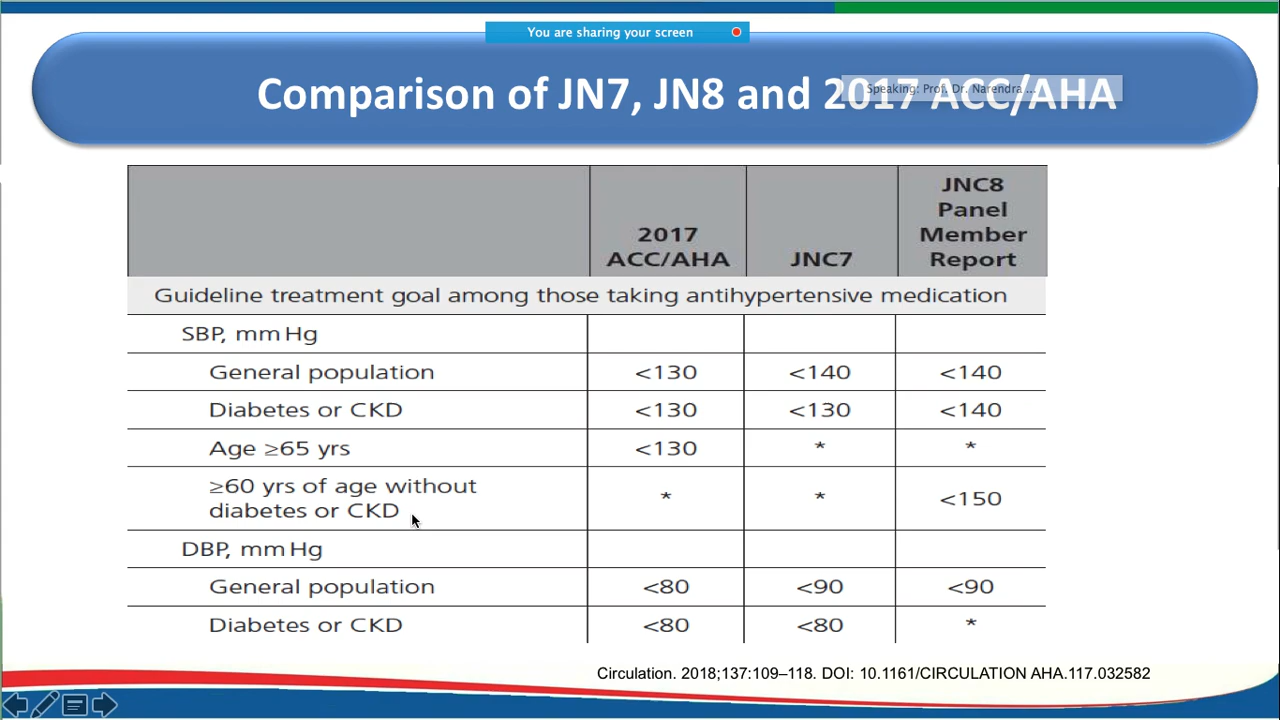 You are sharing your screen
Comparison of JN7, JN8 and 2017 ACC/AHA
Speaking: Prof. Dr. Narendra ...
2017 ACC/AHA JNC7 JNC8 Panel Member Report
Guideline treatment goal among those taking antihypertensive medication
SBP, mm Hg
General population <130 <140 <140
Diabetes or CKD <130 <130 <140
Age ≥65 yrs <130 * *
≥60 yrs of age without
diabetes or CKD * * <150
DBP, mm Hg
General population <80 <90 <90
Diabetes or CKD <80 <80 *
Circulation. 2018;137:109–118. DOI: 10.1161/CIRCULATION AHA.117.032582